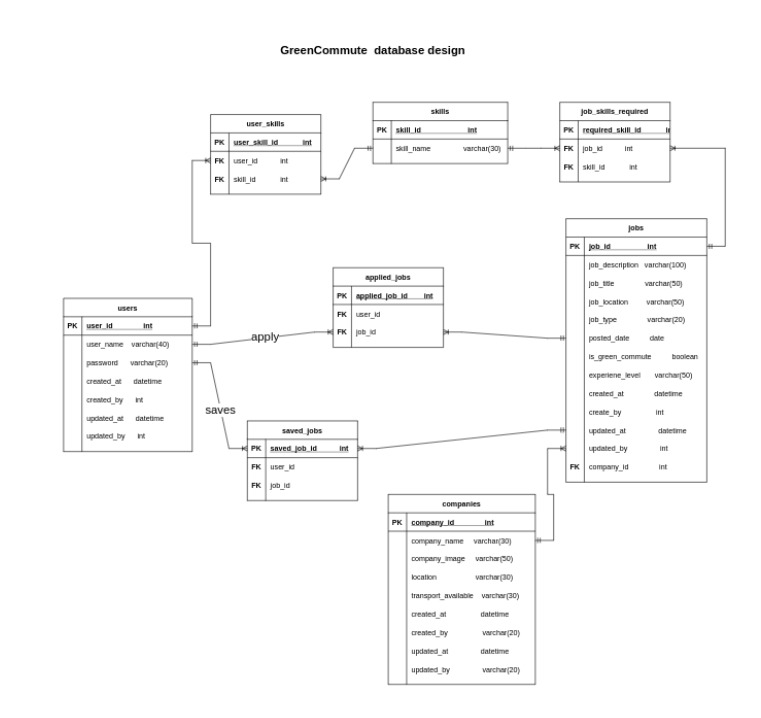 GreenCommute database design
user_skills
PK user_skill_id int
FK user_id int
FK skill_id int
skills
PK skill_id int
skill_name varchar(30)
job_skills_required
PK required_skill_id
FK job_id int
FK skill_id int
jobs
PK job_id int
job_description varchar(100)
job_title varchar(50)
job_location varchar(50)
job_type varchar(20)
posted_date date
is_green_commute boolean
experiene_level varchar(50)
created_at datetime
create_by int
updated_at datetime
updated_by int
FK company_id int
applied_jobs
PK applied_job_id int
FK user_id
FK job_id
users
PK user_id int
user_name varchar(40)
password varchar(20)
created_at datetime
created_by int
updated_at datetime
updated_by int
apply
saves
saved_jobs
PK saved_job_id int
FK user_id
FK job_id
companies
PK company_id int
company_name varchar(30)
company_image varchar(50)
location varchar(30)
transport_available varchar(30)
created_at datetime
created_by varchar(20)
updated_at datetime
updated_by varchar(20)